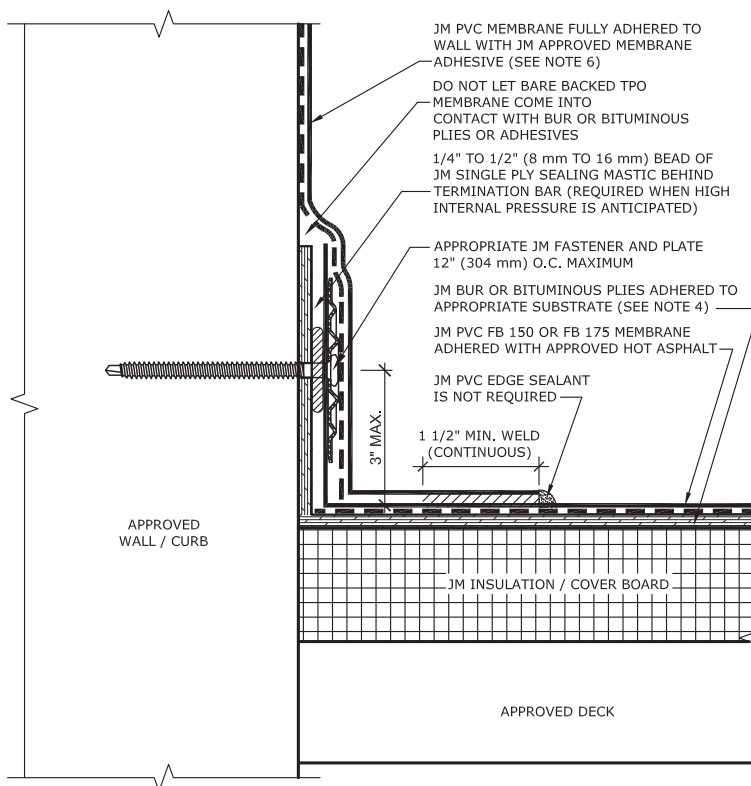 JM PVC MEMBRANE FULLY ADHERED TO
WALL WITH JM APPROVED MEMBRANE
ADHESIVE (SEE NOTE 6)
DO NOT LET BARE BACKED TPO
MEMBRANE COME INTO
CONTACT WITH BUR OR BITUMINOUS
PLIES OR ADHESIVES
1/4" TO 1/2" (8 mm TO 16 mm) BEAD OF
JM SINGLE PLY SEALING MASTIC BEHIND
TERMINATION BAR (REQUIRED WHEN HIGH
INTERNAL PRESSURE IS ANTICIPATED)
APPROPRIATE JM FASTENER AND PLATE
12" (304 mm) O.C. MAXIMUM
JM BUR OR BITUMINOUS PLIES ADHERED TO
APPROPRIATE SUBSTRATE (SEE NOTE 4)
JM PVC FB 150 OR FB 175 MEMBRANE
ADHERED WITH APPROVED HOT ASPHALT
JM PVC EDGE SEALANT
IS NOT REQUIRED
1 1/2" MIN. WELD
(CONTINUOUS)
3" MAX.
APPROVED
WALL / CURB
JM INSULATION / COVER BOARD
APPROVED DECK